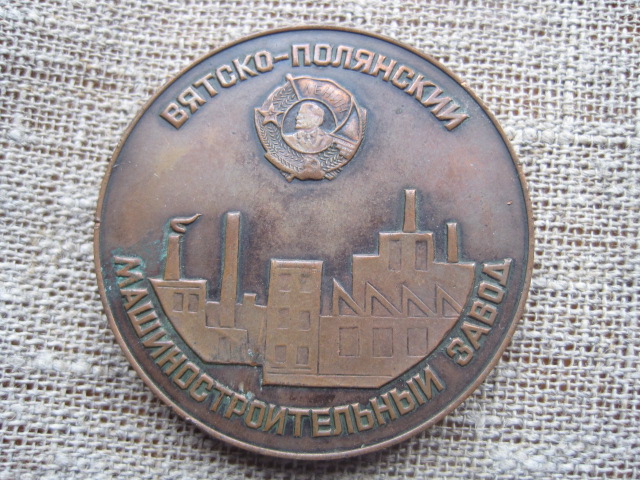 ВЯТСКО-ПОЛЯНСКИЙ
МАШИНОСТРОИТЕЛЬНЫЙ ЗАВОД